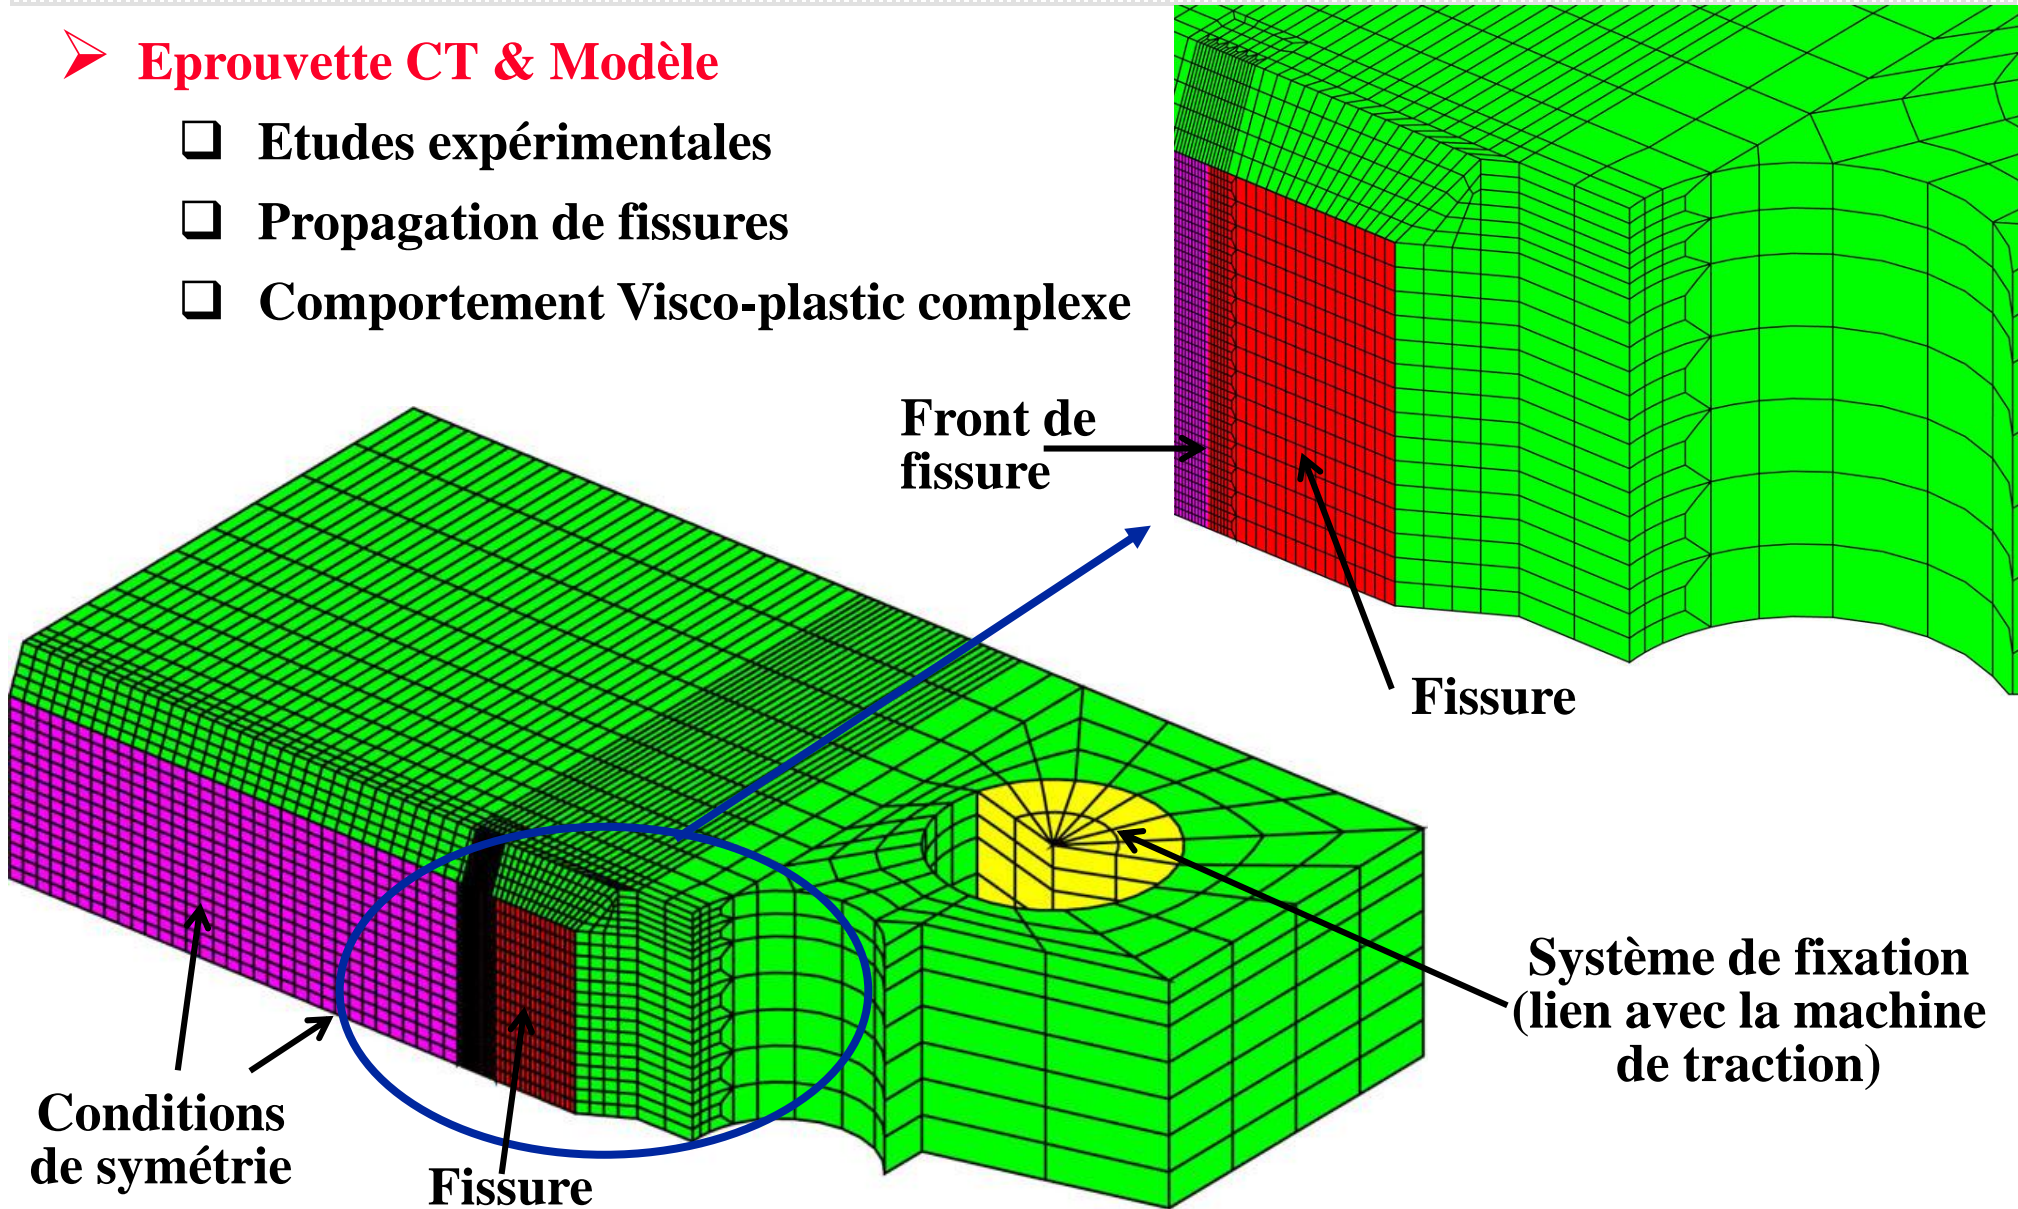 Eprouvette CT & Modèle
Etudes expérimentales
Propagation de fissures
Comportement Visco-plastic complexe
Front de
fissure
Fissure
Système de fixation
(lien avec la machine
de traction)
Conditions
de symétrie
Fissure